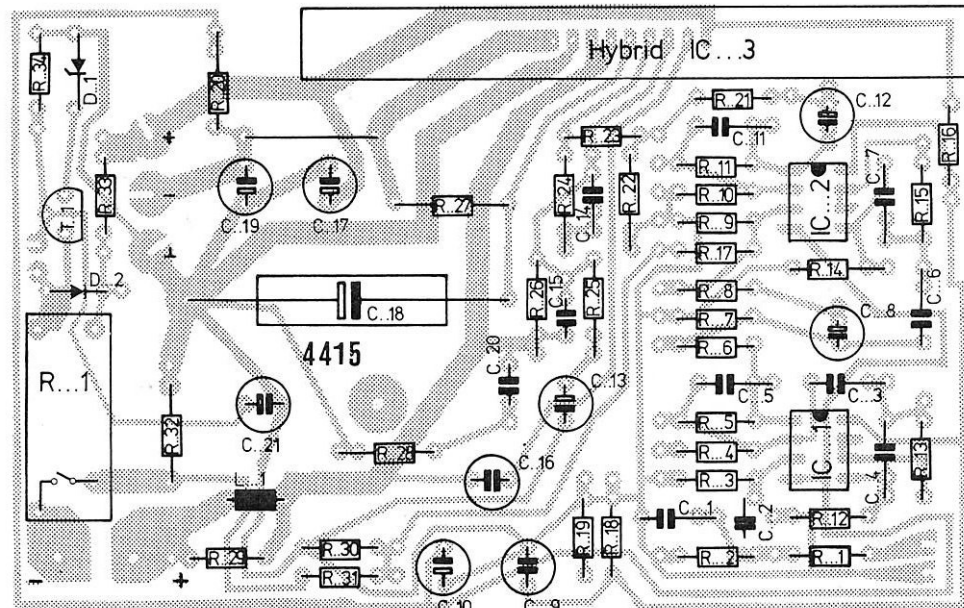 Hybrid IC...3
R..34
D..1
R..20
R..21
C..12
C..11
R..23
R..16
R..33
R..11
R..10
R..9
R..17
IC...2
C..7
R..15
R..24
C..14
R..22
T..1
+
-
⊥
C..19
C..17
R..27
D...2
R..14
R..8
R..7
R..6
C..8
C..6
C..18
R..26
C..15
R..25
4415
R...1
C..20
C..13
C..5
C...3
C..21
R..32
R..5
R..4
R..3
IC...1
C...4
R..13
R..28
C..16
L...1
C...1
C...2
R..12
R..19
R..18
R..2
R...1
R..29
R..30
R..31
C..10
C...9
-
+